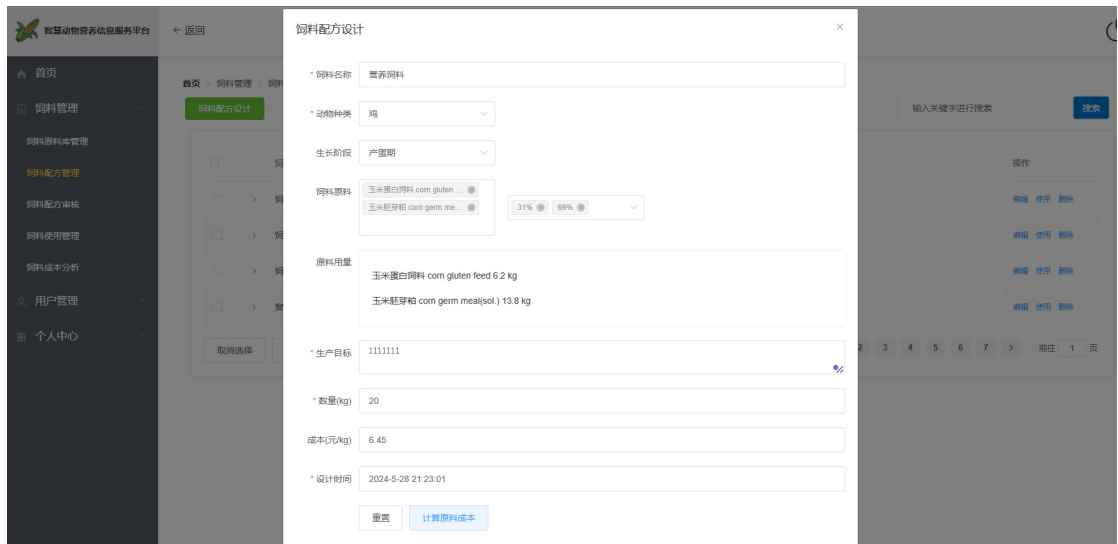 智慧动物营养信息服务平台
← 返回
饲料配方设计
首页
首页 > 饲料管理 > 饲料
饲料管理
饲料配方设计
输入关键字进行搜索
搜索
饲料原料库管理
饲料配方管理
饲料配方审核
饲料使用管理
饲料成本分析
用户管理
个人中心
* 饲料名称 营养饲料
* 动物种类 鸡
生长阶段 产蛋期
饲料原料 玉米蛋白饲料 corn gluten ...
玉米胚芽粕 corn germ me...
31% 69%
原料用量
玉米蛋白饲料 corn gluten feed 6.2 kg
玉米胚芽粕 corn germ meal(sol.) 13.8 kg
* 生产目标 1111111
* 数量(kg) 20
成本(元/kg) 6.45
* 设计时间 2024-5-28 21:23:01
重置 计算原料成本
操作
编辑 使用 删除
编辑 使用 删除
编辑 使用 删除
编辑 使用 删除
取消选择
2 3 4 5 6 7 > 前往 1 页